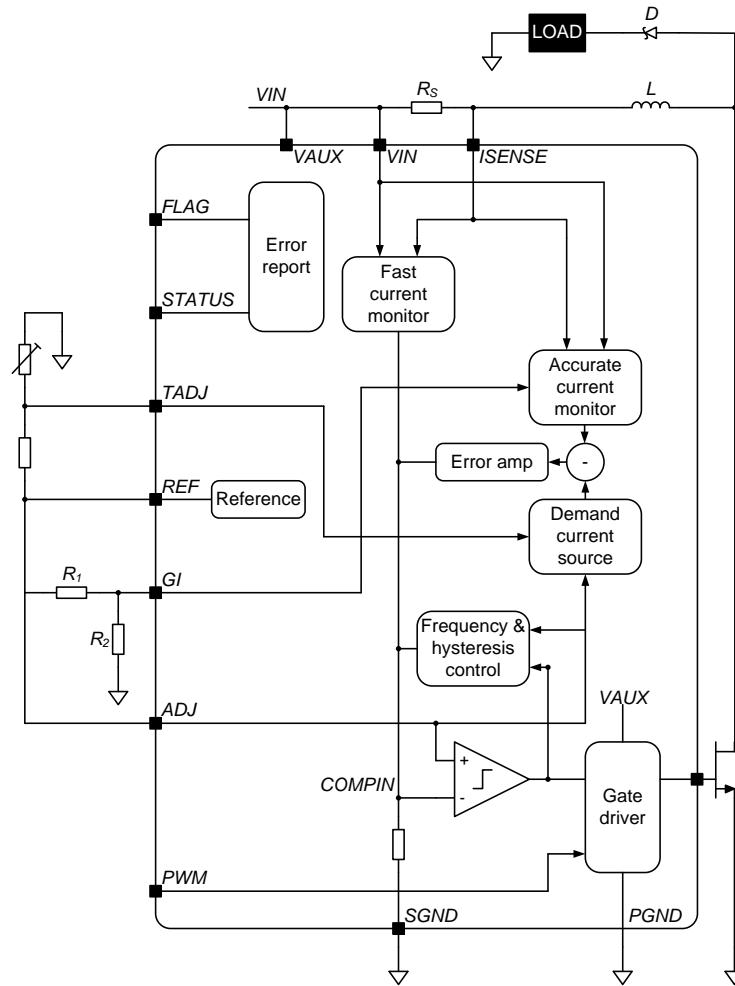 LOAD
D
VIN
RS
L
VAUX
VIN
ISENSE
FLAG
Error
report
Fast
current
monitor
STATUS
Accurate
current
monitor
TADJ
Error amp
-
REF
Reference
Demand
current
source
R1
GI
R2
Frequency &
hysteresis
control
ADJ
VAUX
+
COMPIN
-
Gate
driver
PWM
SGND
PGND